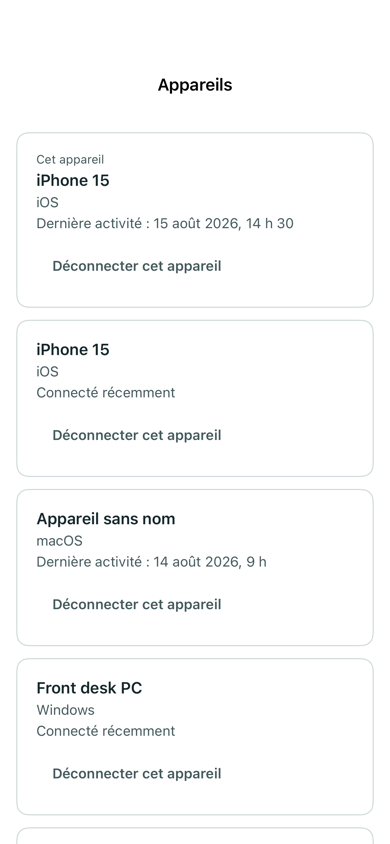 Appareils
Cet appareil
iPhone 15
iOS
Dernière activité : 15 août 2026, 14 h 30
Déconnecter cet appareil
iPhone 15
iOS
Connecté récemment
Déconnecter cet appareil
Appareil sans nom
macOS
Dernière activité : 14 août 2026, 9 h
Déconnecter cet appareil
Front desk PC
Windows
Connecté récemment
Déconnecter cet appareil